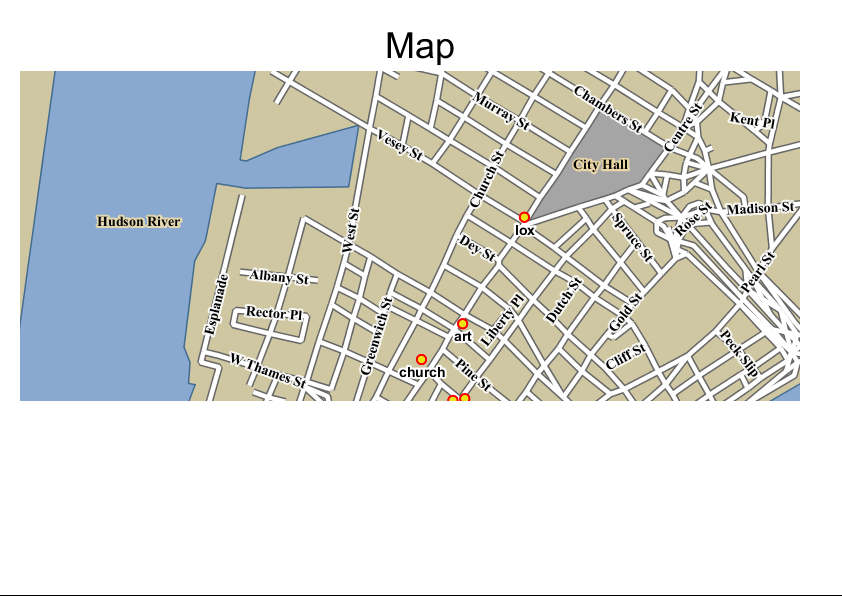 Map
Chambers St
Murray St
Centre St
Kent Pl
Vesey St
City Hall
Church St
Hudson River
West St
lox
Spruce St
Rose St
Madison St
Dey St
Albany St
Esplanade
Rector Pl
Greenwich St
Liberty Pl
Dutch St
Gold St
Pearl St
art
Cliff St
Peck Slip
W Thames St
church
Pine St